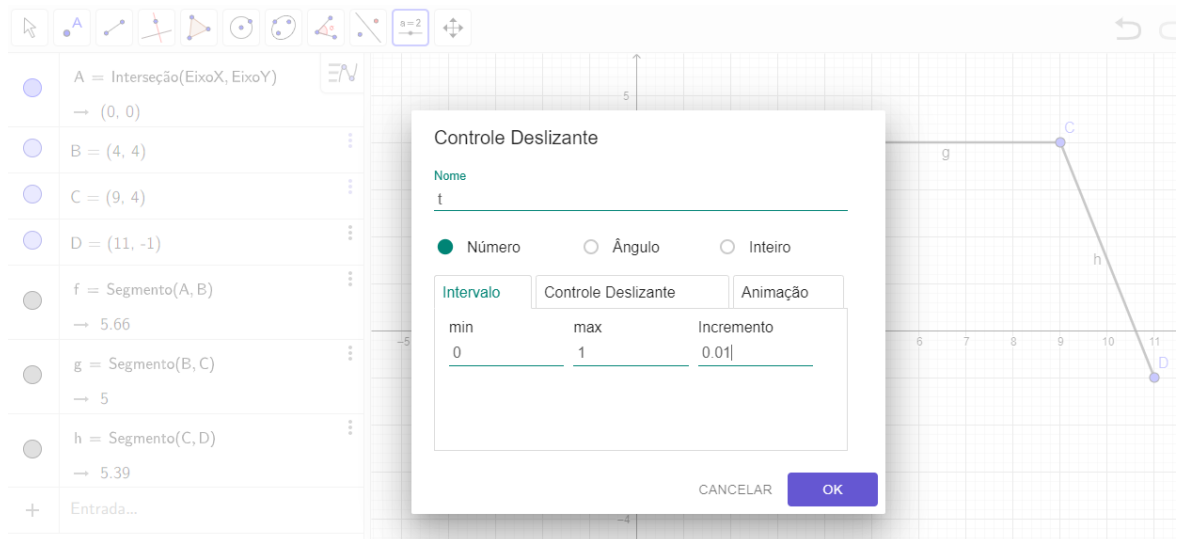 A
a=2
A = Interseção(EixoX, EixoY)
→ (0, 0)
B = (4, 4)
C = (9, 4)
D = (11, -1)
f = Segmento(A, B)
→ 5.66
g = Segmento(B, C)
→ 5
h = Segmento(C, D)
→ 5.39
+ Entrada...
Controle Deslizante
Nome
t
Número Ângulo Inteiro
Intervalo Controle Deslizante Animação
min max Incremento
0 1 0.01
CANCELAR OK
5
C
g
h
−5 6 7 8 9 10 11
D
−4